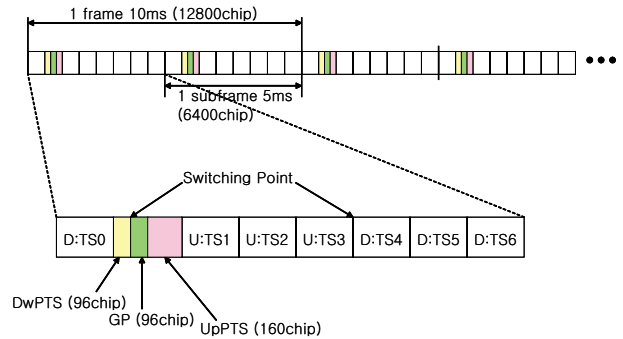 1 frame 10ms (12800chip)
1 subframe 5ms
(6400chip)
Switching Point
D:TS0 U:TS1 U:TS2 U:TS3 D:TS4 D:TS5 D:TS6
DwPTS (96chip)
GP (96chip)
UpPTS (160chip)